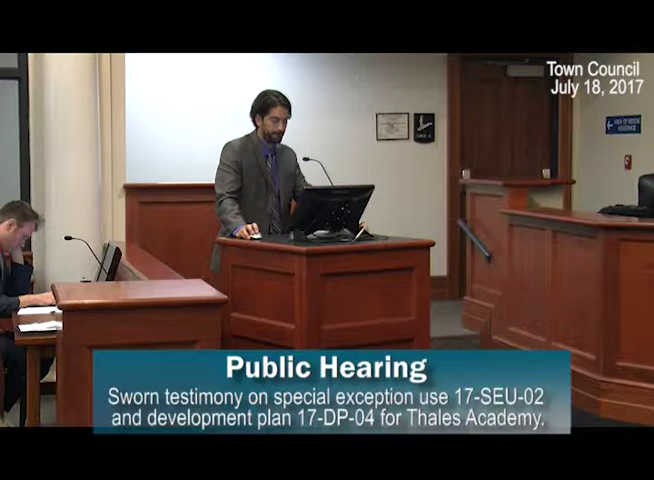 Town Council
July 18, 2017
Public Hearing
Sworn testimony on special exception use 17-SEU-02
and development plan 17-DP-04 for Thales Academy.